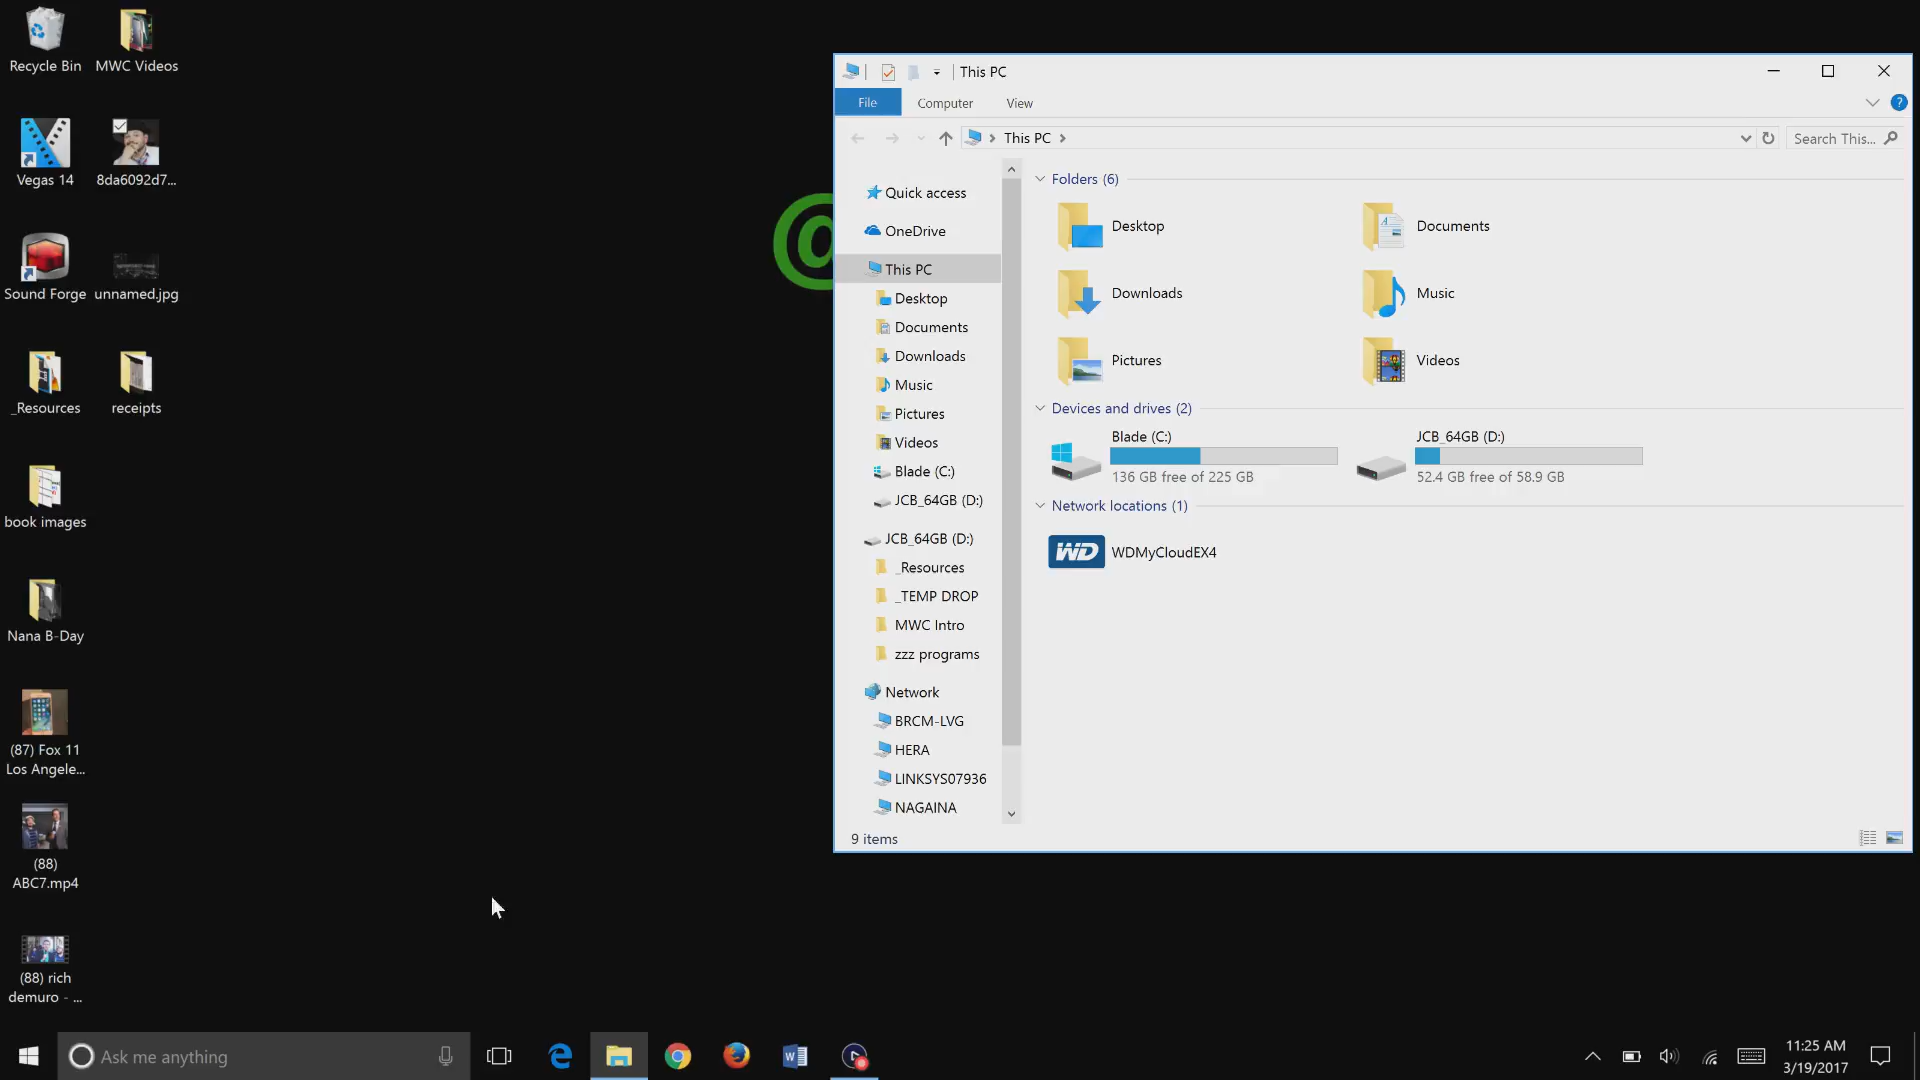 Recycle Bin
MWC Videos
Vegas 14
8da6092d7...
Sound Forge
unnamed.jpg
_Resources
receipts
book images
Nana B-Day
(87) Fox 11
Los Angele...
(88)
ABC7.mp4
(88) rich
demuro - ...
@
This PC
File
Computer
View
?
This PC
Search This...
Quick access
OneDrive
This PC
Desktop
Documents
Downloads
Music
Pictures
Videos
Blade (C:)
JCB_64GB (D:)
JCB_64GB (D:)
_Resources
_TEMP DROP
MWC Intro
zzz programs
Network
BRCM-LVG
HERA
LINKSYS07936
NAGAINA
Folders (6)
Desktop
Documents
Downloads
Music
Pictures
Videos
Devices and drives (2)
Blade (C:)
136 GB free of 225 GB
JCB_64GB (D:)
52.4 GB free of 58.9 GB
Network locations (1)
WD
WDMyCloudEX4
9 items
Ask me anything
11:25 AM
3/19/2017